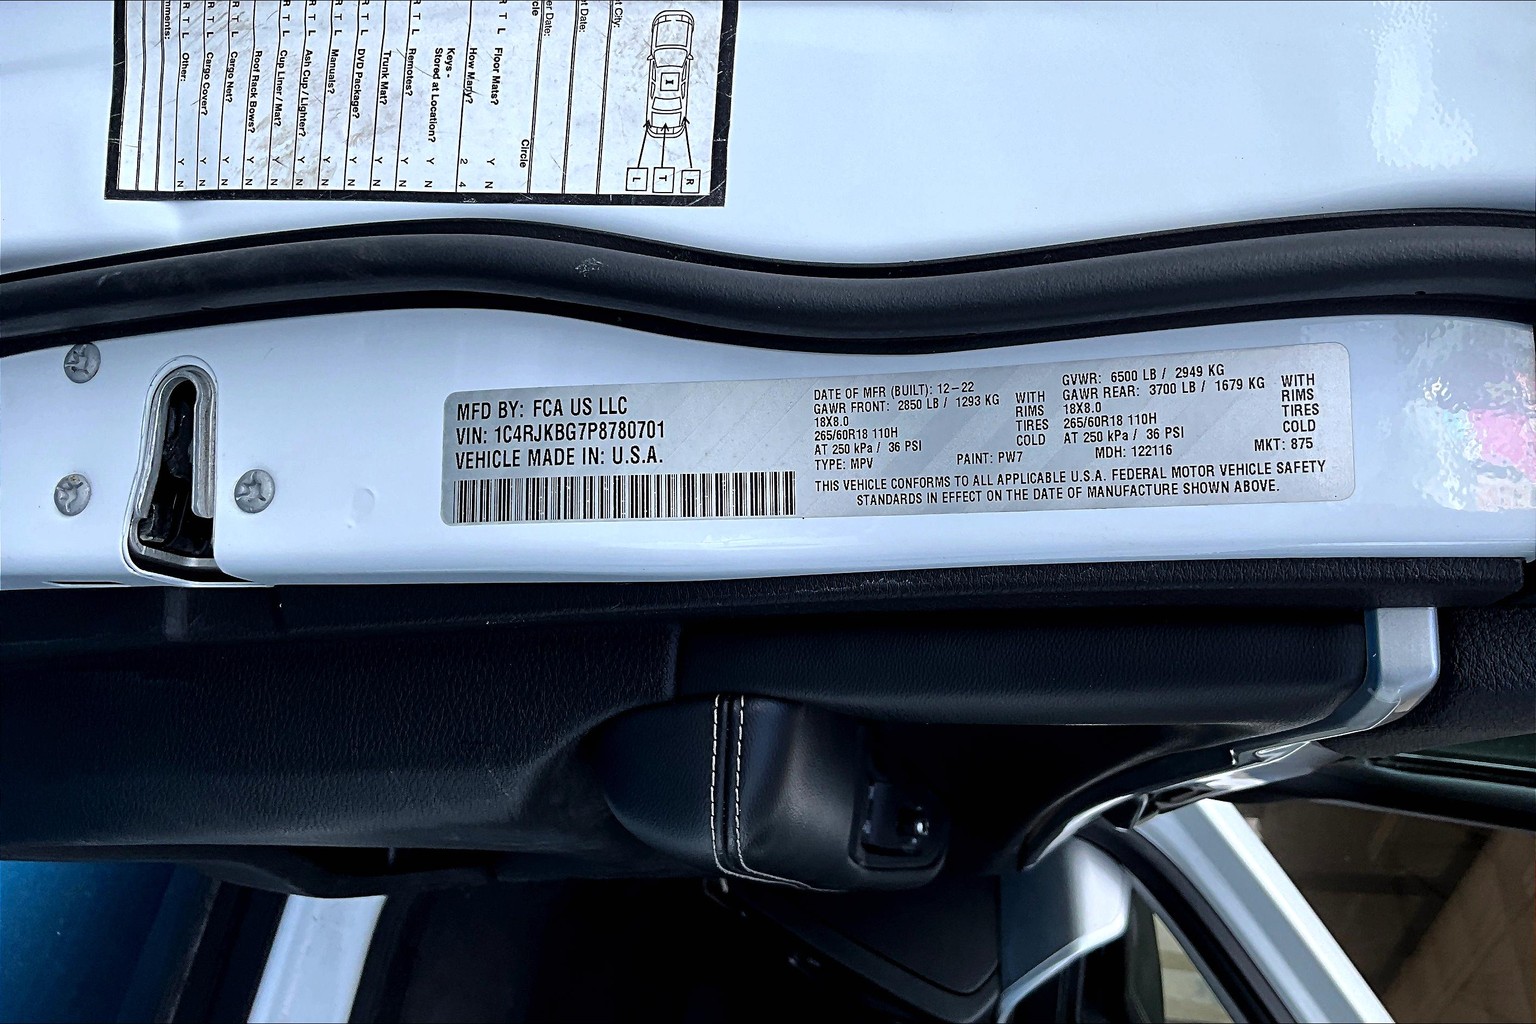 MFD BY: FCA US LLC
VIN: 1C4RJKBG7P8780701
VEHICLE MADE IN: U.S.A.
DATE OF MFR (BUILT): 12-22
GAWR FRONT: 2850 LB / 1293 KG
18X8.0
265/60R18 110H
AT 250 kPa / 36 PSI
TYPE: MPV
WITH
RIMS
TIRES
COLD
PAINT: PW7
GVWR: 6500 LB / 2949 KG
GAWR REAR: 3700 LB / 1679 KG
18X8.0
265/60R18 110H
AT 250 kPa / 36 PSI
MDH: 122116
WITH
RIMS
TIRES
COLD
MKT: 875
THIS VEHICLE CONFORMS TO ALL APPLICABLE U.S.A. FEDERAL MOTOR VEHICLE SAFETY
STANDARDS IN EFFECT ON THE DATE OF MANUFACTURE SHOWN ABOVE.
I
R
T
L
City:
Date:
Date:
Circle
R T L Floor Mats? Y N
How Many? 2 4
Keys -
Stored at Location? Y N
R T L Remotes? Y N
Trunk Mat? Y N
R T L DVD Package? Y N
R T L Manuals? Y N
R T L Ash Cup / Lighter? Y N
R T L Cup Liner / Mat? Y N
Roof Rack Bows? Y N
R T L Cargo Net? Y N
R T L Cargo Cover? Y N
R T L Other: Y N